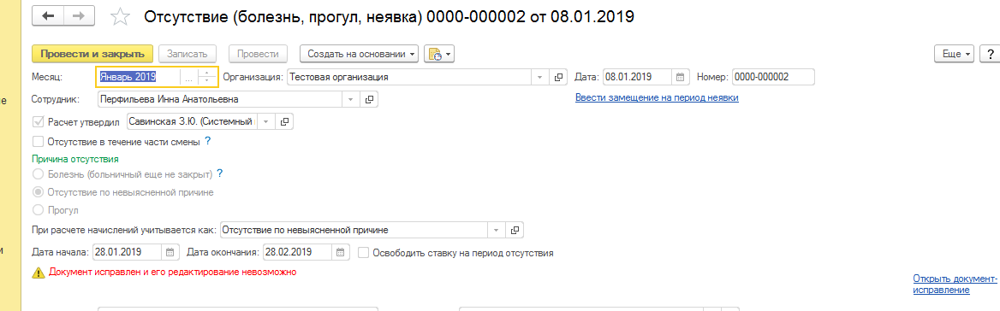 Отсутствие (болезнь, прогул, неявка) 0000-000002 от 08.01.2019
Провести и закрыть Записать Провести Создать на основании Еще ?
Месяц: Январь 2019 ... Организация: Тестовая организация Дата: 08.01.2019 Номер: 0000-000002
Сотрудник: Перфильева Инна Анатольевна Ввести замещение на период неявки
Расчет утвердил Савинская З.Ю. (Системный
Отсутствие в течение части смены ?
Причина отсутствия
Болезнь (больничный еще не закрыт) ?
Отсутствие по невыясненной причине
Прогул
При расчете начислений учитывается как: Отсутствие по невыясненной причине
Дата начала: 28.01.2019 Дата окончания: 28.02.2019 Освободить ставку на период отсутствия
Документ исправлен и его редактирование невозможно
Открыть документ-
исправление